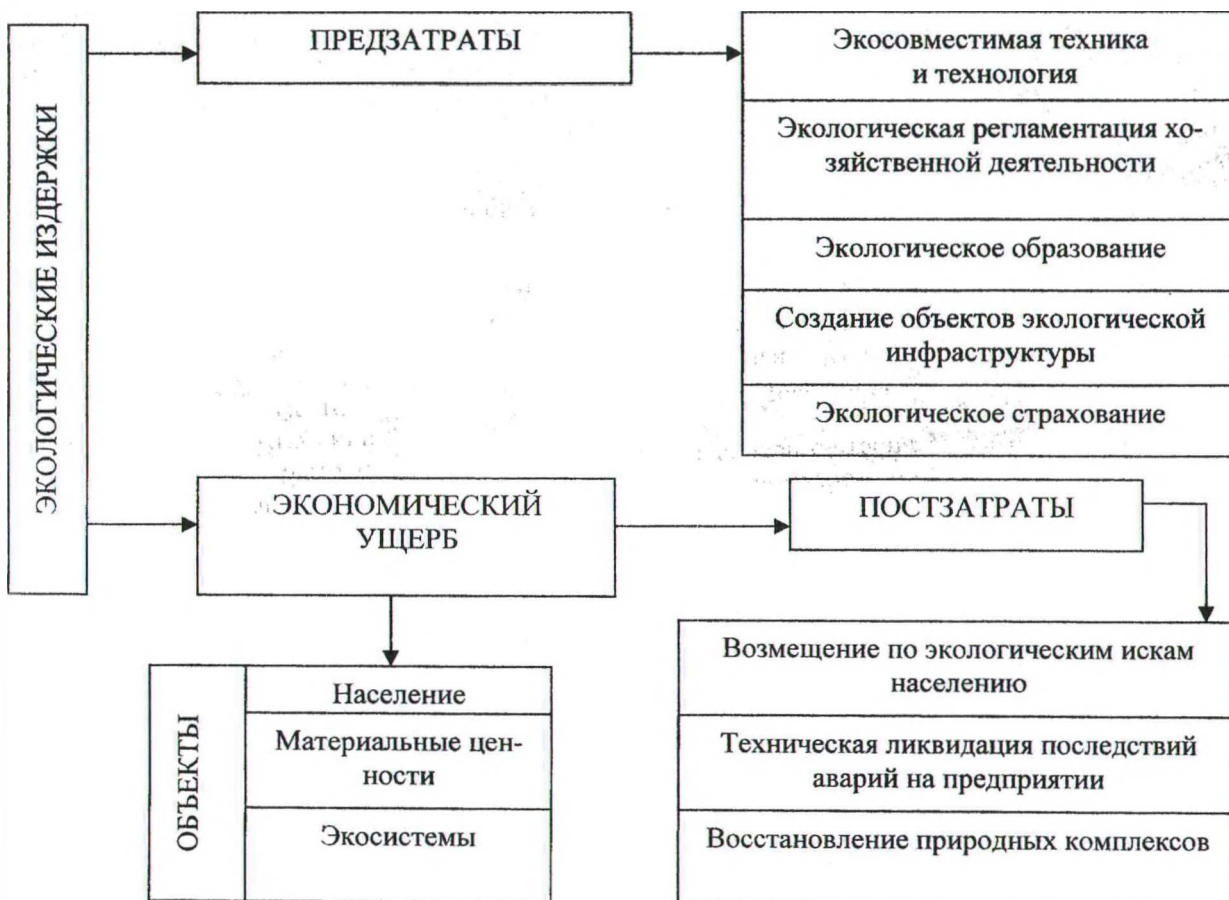 ЭКОЛОГИЧЕСКИЕ ИЗДЕРЖКИ
ПРЕДЗАТРАТЫ
Экосовместимая техника
и технология
Экологическая регламентация хо-
зяйственной деятельности
Экологическое образование
Создание объектов экологической
инфраструктуры
Экологическое страхование
ЭКОНОМИЧЕСКИЙ
УЩЕРБ
ПОСТЗАТРАТЫ
ОБЪЕКТЫ
Население
Материальные цен-
ности
Экосистемы
Возмещение по экологическим искам
населению
Техническая ликвидация последствий
аварий на предприятии
Восстановление природных комплексов